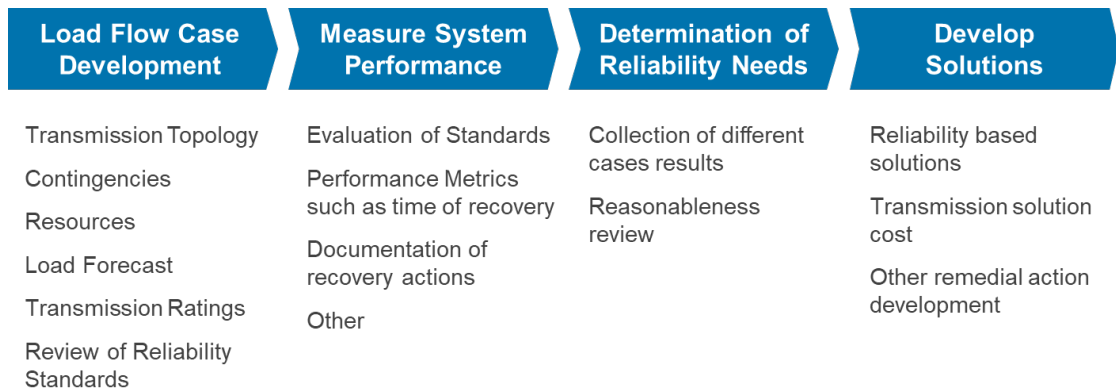 Load Flow Case
Development
Measure System
Performance
Determination of
Reliability Needs
Develop
Solutions
Transmission Topology
Contingencies
Resources
Load Forecast
Transmission Ratings
Review of Reliability
Standards
Evaluation of Standards
Performance Metrics
such as time of recovery
Documentation of
recovery actions
Other
Collection of different
cases results
Reasonableness
review
Reliability based
solutions
Transmission solution
cost
Other remedial action
development